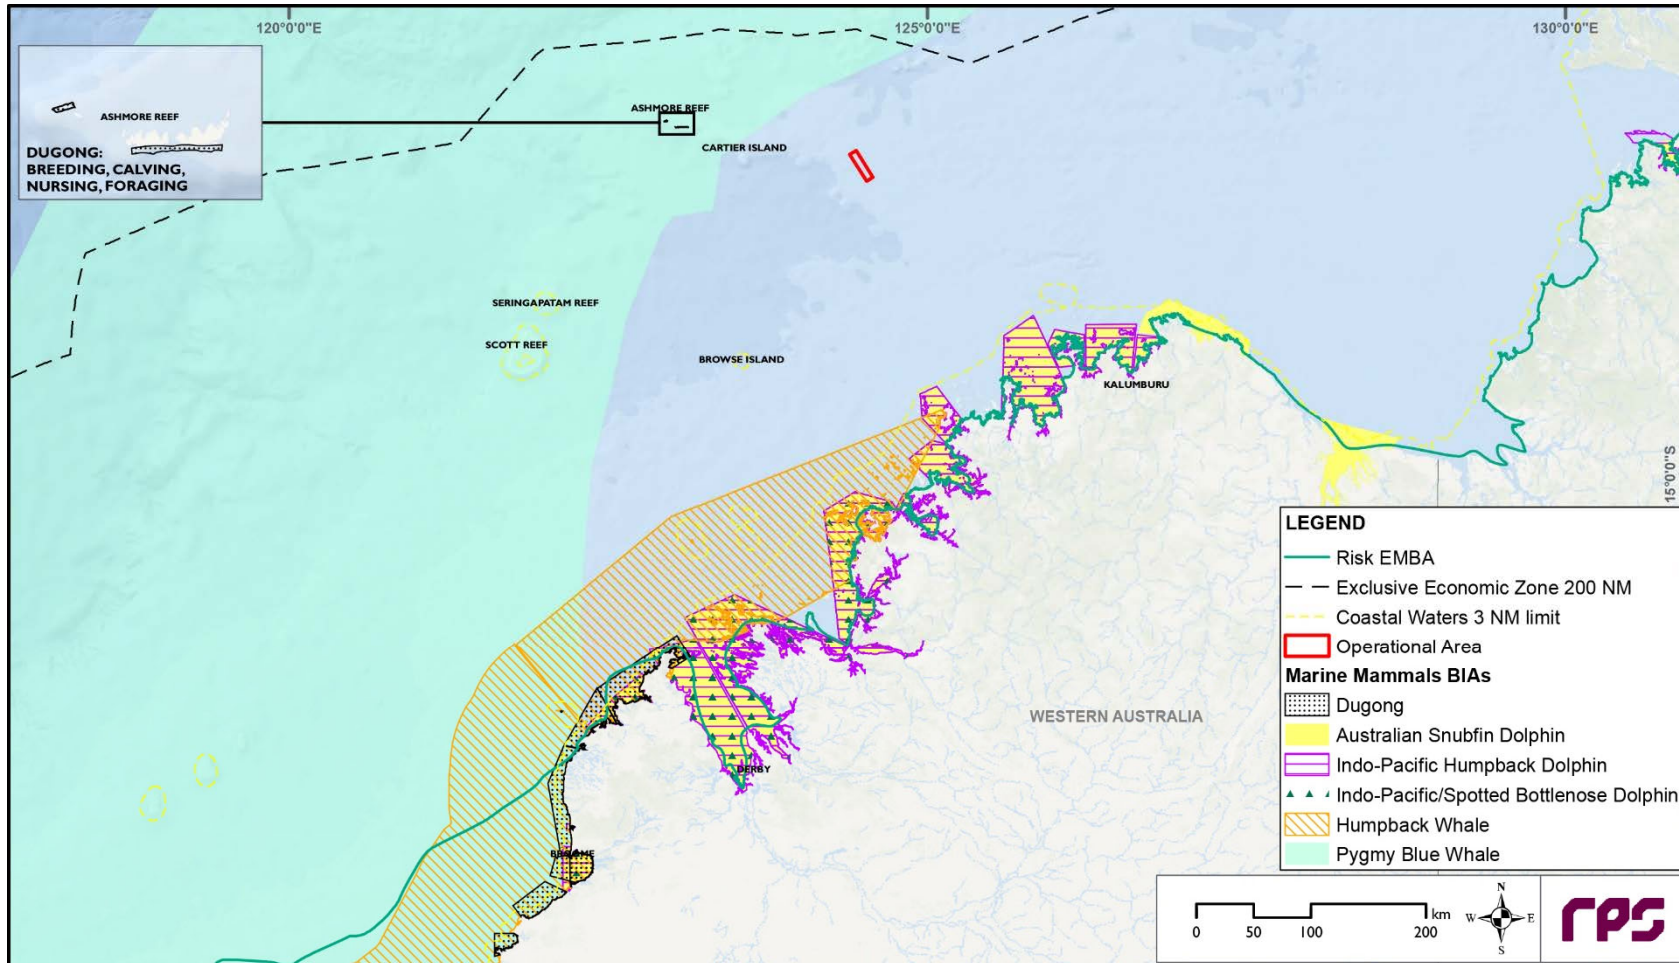 120°0'0"E
125°0'0"E
130°0'0"E
ASHMORE REEF
DUGONG:
BREEDING, CALVING,
NURSING, FORAGING
ASHMORE REEF
CARTIER ISLAND
SERINGAPATAM REEF
SCOTT REEF
BROWSE ISLAND
KALUMBURU
15°0'0"S
WESTERN AUSTRALIA
DERBY
BROOME
LEGEND
Risk EMBA
Exclusive Economic Zone 200 NM
Coastal Waters 3 NM limit
Operational Area
Marine Mammals BIAs
Dugong
Australian Snubfin Dolphin
Indo-Pacific Humpback Dolphin
Indo-Pacific/Spotted Bottlenose Dolphin
Humpback Whale
Pygmy Blue Whale
km
0 50 100 200
N
W E
S
rps